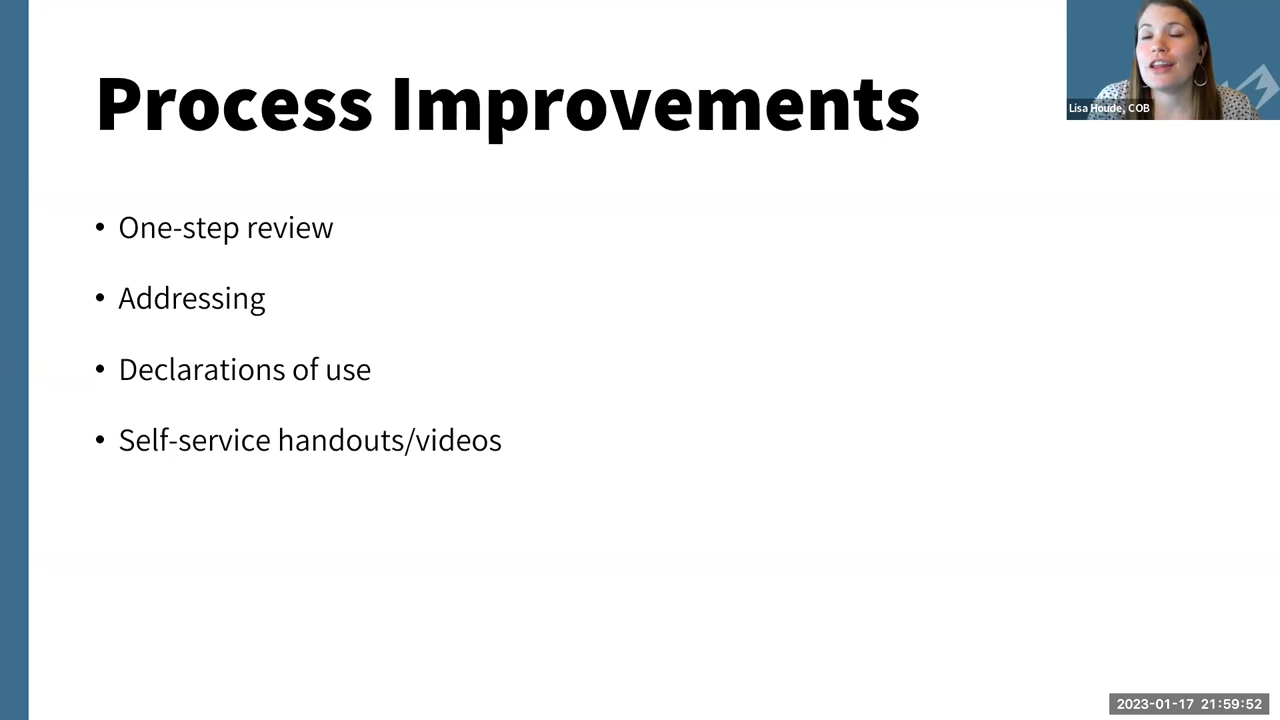 Process Improvements
Lisa Houde, COB
• One-step review
• Addressing
• Declarations of use
• Self-service handouts/videos
2023-01-17 21:59:52